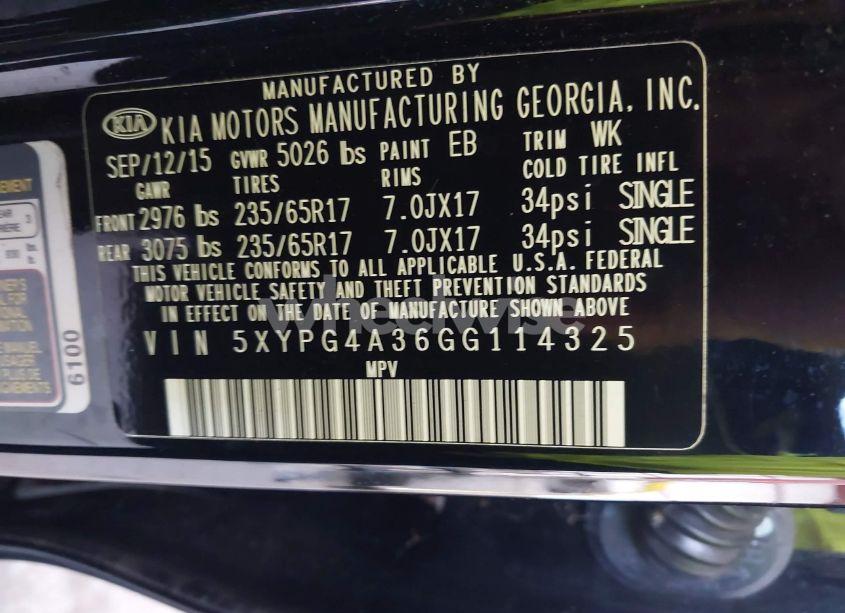 MANUFACTURED BY
KIA KIA MOTORS MANUFACTURING GEORGIA, INC.
SEP/12/15 GVWR 5026 lbs PAINT EB TRIM WK
GAWR TIRES RIMS COLD TIRE INFL
FRONT 2976 lbs 235/65R17 7.0JX17 34psi SINGLE
REAR 3075 lbs 235/65R17 7.0JX17 34psi SINGLE
THIS VEHICLE CONFORMS TO ALL APPLICABLE U.S.A. FEDERAL
MOTOR VEHICLE SAFETY AND THEFT PREVENTION STANDARDS
IN EFFECT ON THE DATE OF MANUFACTURE SHOWN ABOVE
wheelwise
VIN 5XYPG4A36GG114325
MPV
6100